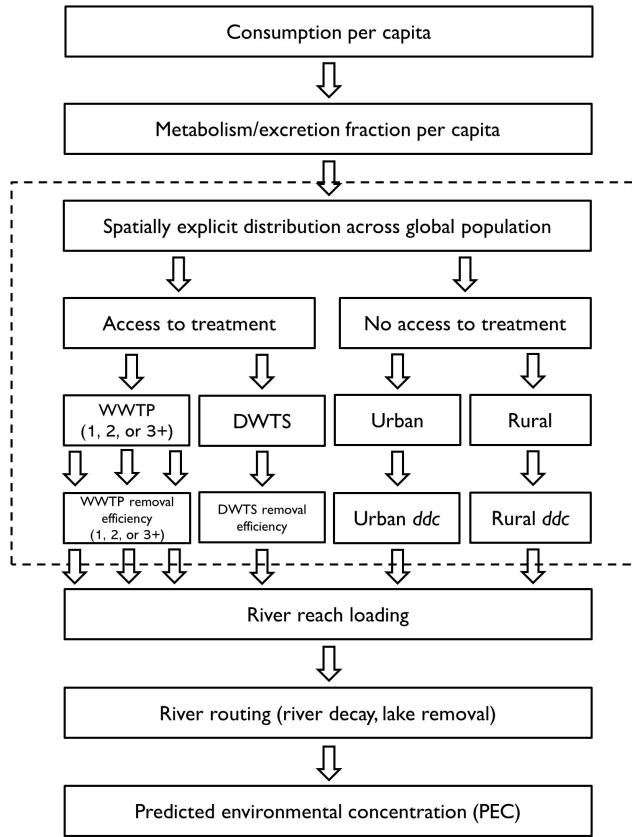 Consumption per capita
Metabolism/excretion fraction per capita
Spatially explicit distribution across global population
Access to treatment
No access to treatment
WWTP
(1, 2, or 3+)
DWTS
Urban
Rural
WWTP removal
efficiency
(1, 2, or 3+)
DWTS removal
efficiency
Urban ddc
Rural ddc
River reach loading
River routing (river decay, lake removal)
Predicted environmental concentration (PEC)